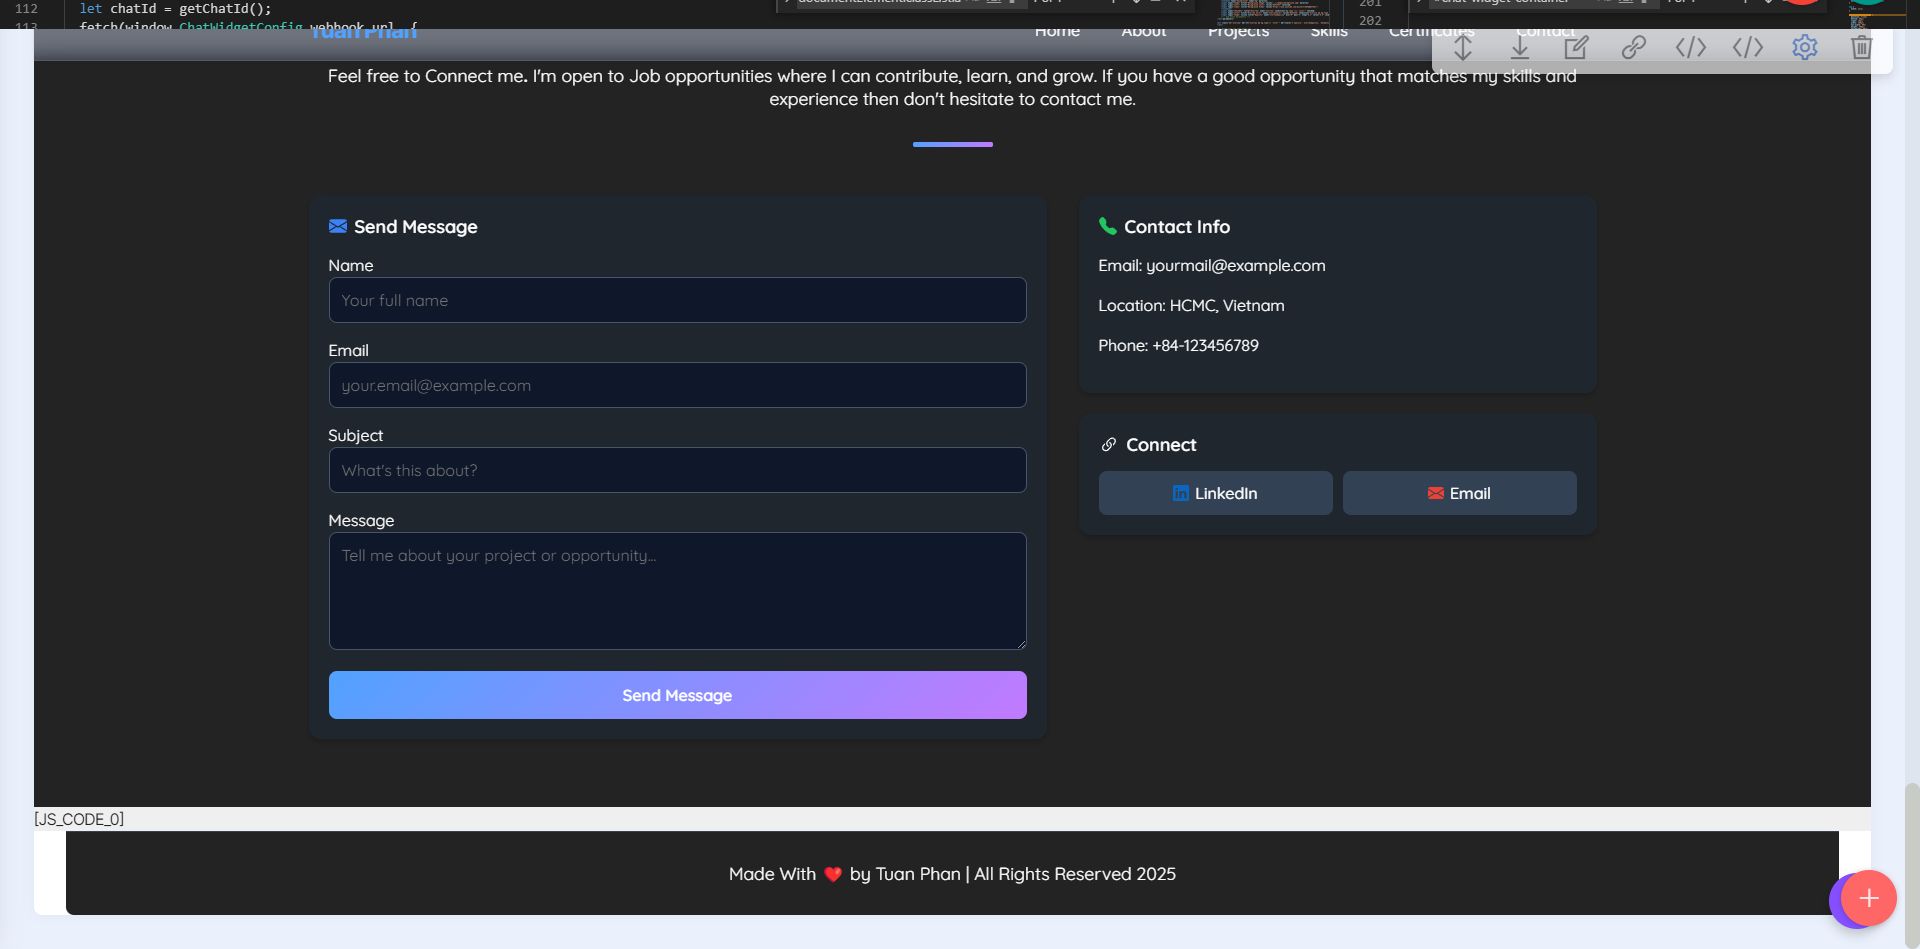 112 let chatId = getChatId();
113 fetch(window.ChatWidgetConfig.webhook.url, {
201
202
Tuan Phan
Home About Projects Skills Certificates Contact
Feel free to Connect me. I'm open to Job opportunities where I can contribute, learn, and grow. If you have a good opportunity that matches my skills and
experience then don't hesitate to contact me.
Send Message
Name
Your full name
Email
your.email@example.com
Subject
What's this about?
Message
Tell me about your project or opportunity...
Send Message
Contact Info
Email: yourmail@example.com
Location: HCMC, Vietnam
Phone: +84-123456789
Connect
LinkedIn
Email
[JS_CODE_0]
Made With ❤️ by Tuan Phan | All Rights Reserved 2025